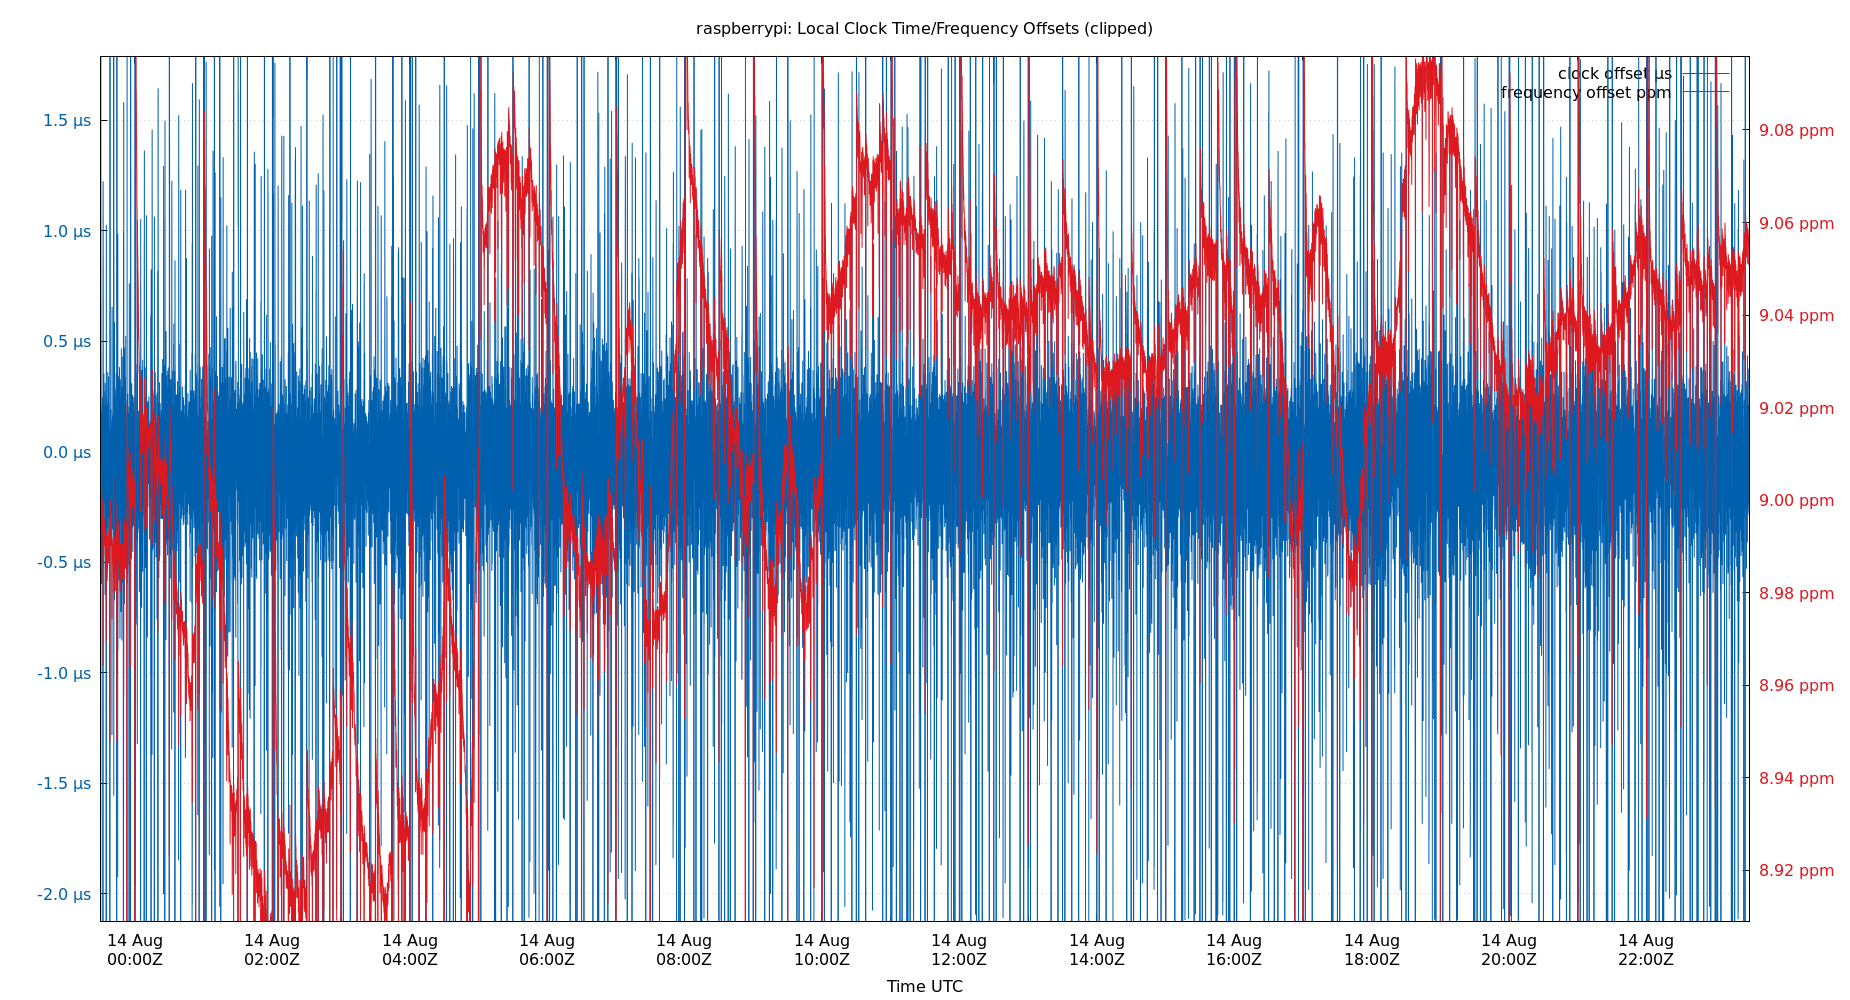 raspberrypi: Local Clock Time/Frequency Offsets (clipped)
clock offset µs
frequency offset ppm
1.5 µs
1.0 µs
0.5 µs
0.0 µs
-0.5 µs
-1.0 µs
-1.5 µs
-2.0 µs
9.08 ppm
9.06 ppm
9.04 ppm
9.02 ppm
9.00 ppm
8.98 ppm
8.96 ppm
8.94 ppm
8.92 ppm
14 Aug 14 Aug 14 Aug 14 Aug 14 Aug 14 Aug 14 Aug 14 Aug 14 Aug 14 Aug 14 Aug 14 Aug
00:00Z 02:00Z 04:00Z 06:00Z 08:00Z 10:00Z 12:00Z 14:00Z 16:00Z 18:00Z 20:00Z 22:00Z
Time UTC